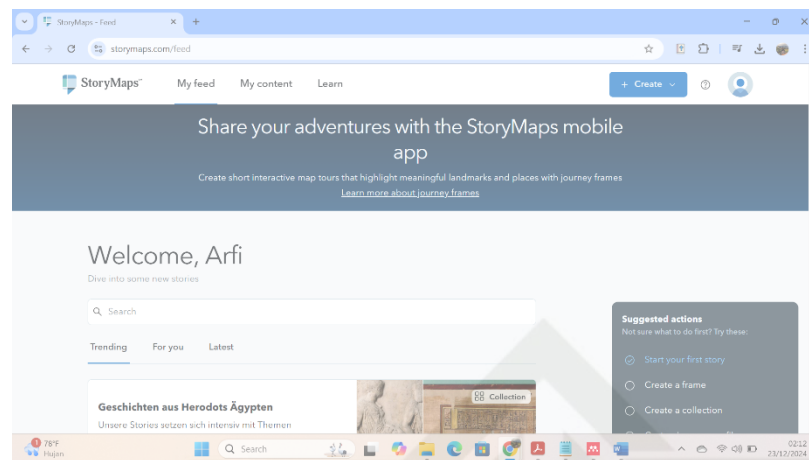 StoryMaps - Feed
storymaps.com/feed
StoryMaps
My feed My content Learn
+ Create
Share your adventures with the StoryMaps mobile
app
Create short interactive map tours that highlight meaningful landmarks and places with journey frames
Learn more about journey frames
Welcome, Arfi
Dive into some new stories
Search
Trending For you Latest
Geschichten aus Herodots Ägypten
Unsere Stories setzen sich intensiv mit Themen
Collection
Suggested actions
Not sure what to do first? Try these:
Start your first story
Create a frame
Create a collection
1
78°F
Hujan
Search
02:12
23/12/2024